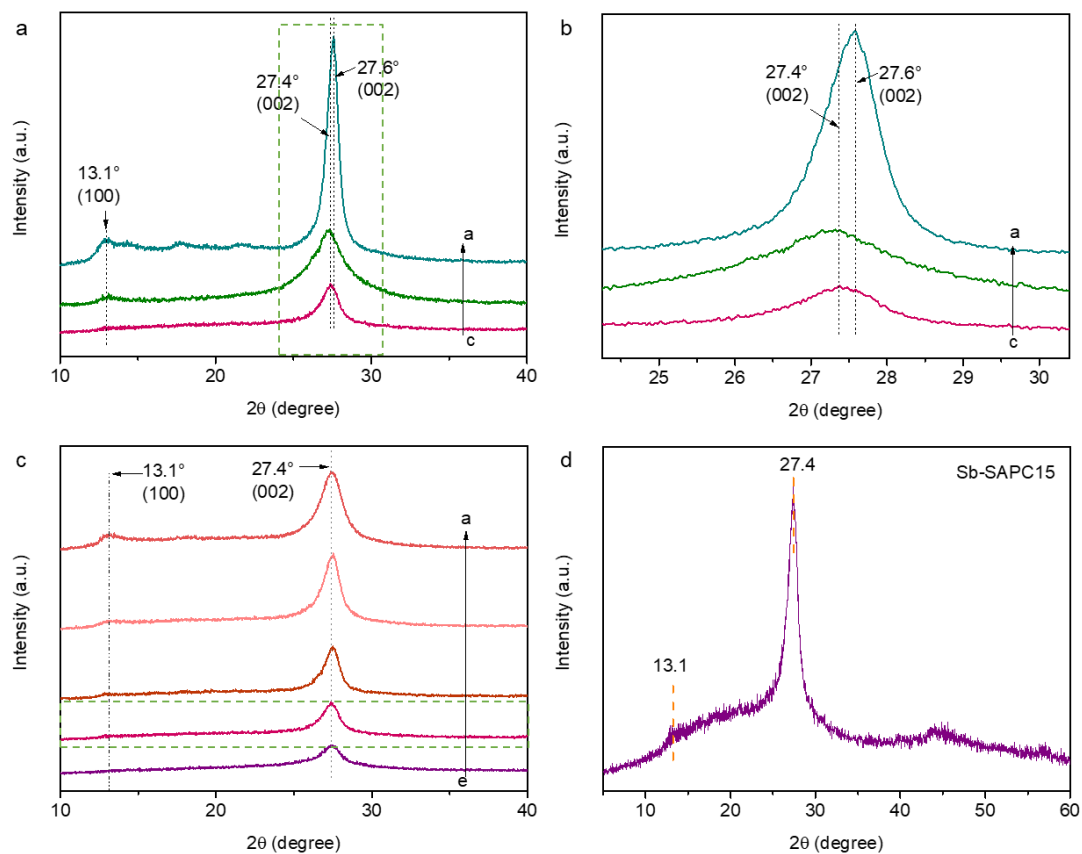 a
27.4°
(002)
27.6°
(002)
13.1°
(100)
a
c
Intensity (a.u.)
10
20
30
40
2θ (degree)
b
27.4°
(002)
27.6°
(002)
a
c
Intensity (a.u.)
25
26
27
28
29
30
2θ (degree)
c
13.1°
(100)
27.4°
(002)
a
e
Intensity (a.u.)
10
20
30
40
2θ (degree)
d
27.4
Sb-SAPC15
13.1
Intensity (a.u.)
10
20
30
40
50
60
2θ (degree)